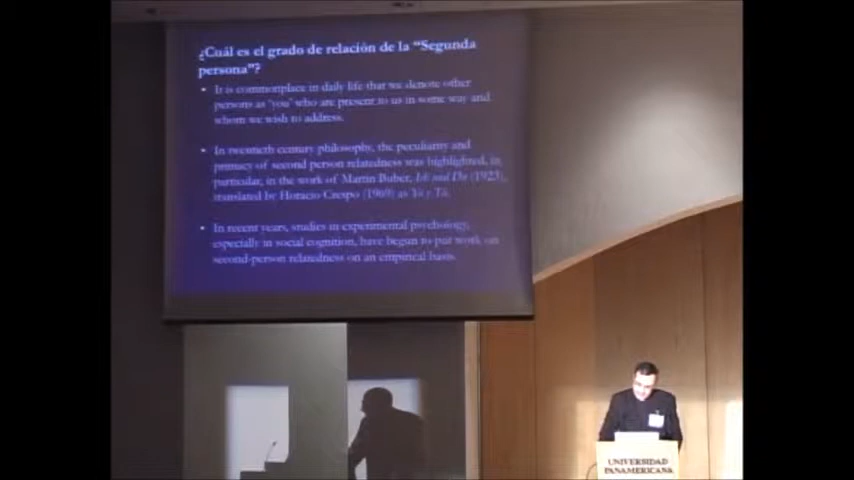 ¿Cuál es el grado de relación de la “Segunda
persona”?
• It is commonplace in daily life that we denote other
persons as ‘you’ who are present to us in some way and
whom we wish to address.
• In twentieth century philosophy, the peculiarity and
primacy of second person relatedness was highlighted, in
particular, in the work of Martin Buber, Ich und Du (1923),
translated by Horacio Crespo (1969) as Yo y Tú.
• In recent years, studies in experimental psychology,
especially in social cognition, have begun to put work on
second-person relatedness on an empirical basis.
UNIVERSIDAD
PANAMERICANA